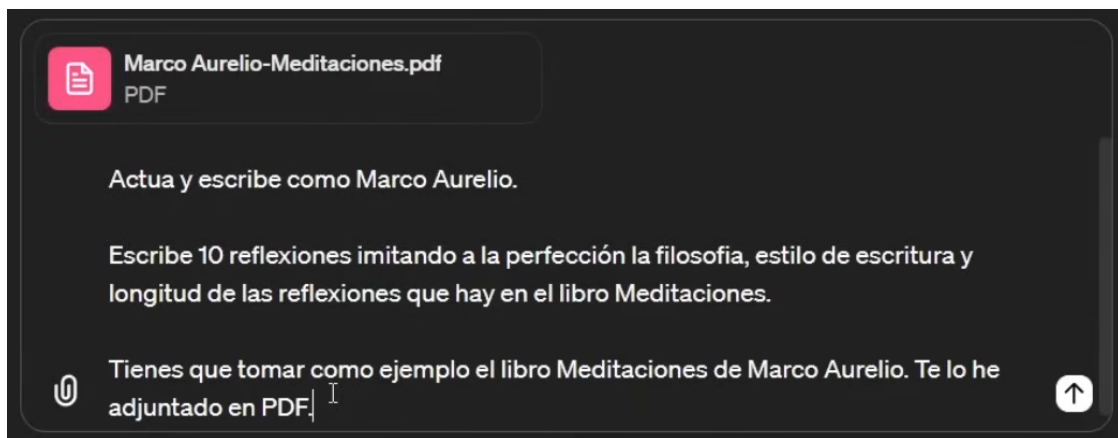 Marco Aurelio-Meditaciones.pdf
PDF
Actua y escribe como Marco Aurelio.
Escribe 10 reflexiones imitando a la perfección la filosofia, estilo de escritura y
longitud de las reflexiones que hay en el libro Meditaciones.
Tienes que tomar como ejemplo el libro Meditaciones de Marco Aurelio. Te lo he
adjuntado en PDF.